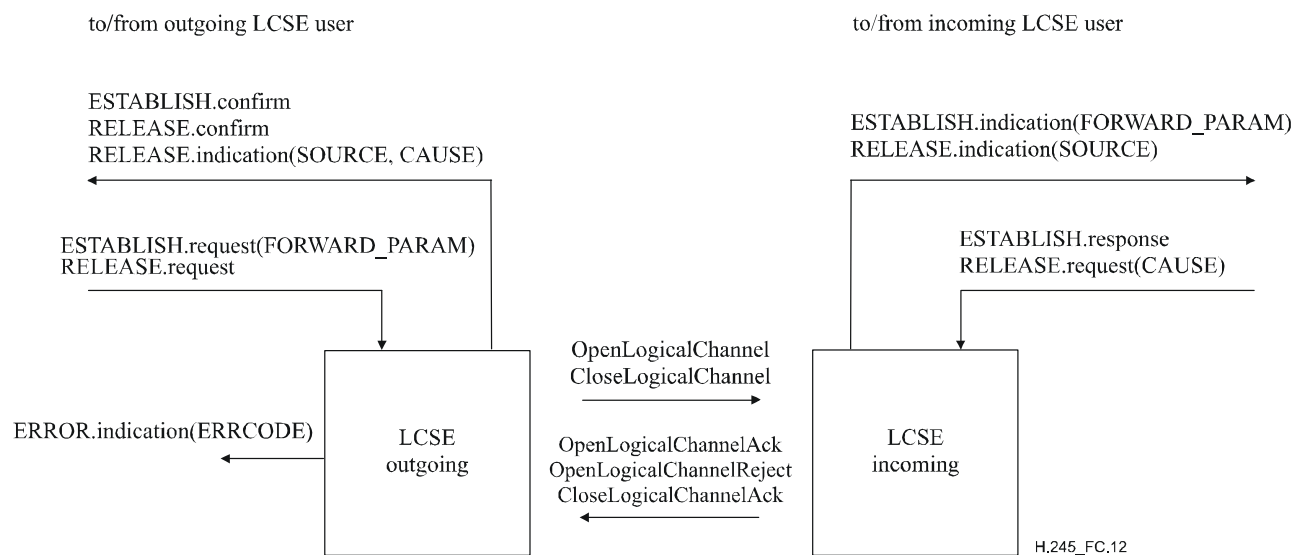 to/from outgoing LCSE user
to/from incoming LCSE user
ESTABLISH.confirm
RELEASE.confirm
RELEASE.indication(SOURCE, CAUSE)
ESTABLISH.indication(FORWARD_PARAM)
RELEASE.indication(SOURCE)
ESTABLISH.request(FORWARD_PARAM)
RELEASE.request
ESTABLISH.response
RELEASE.request(CAUSE)
OpenLogicalChannel
CloseLogicalChannel
ERROR.indication(ERRCODE)
LCSE
outgoing
OpenLogicalChannelAck
OpenLogicalChannelReject
CloseLogicalChannelAck
LCSE
incoming
H.245_FC.12